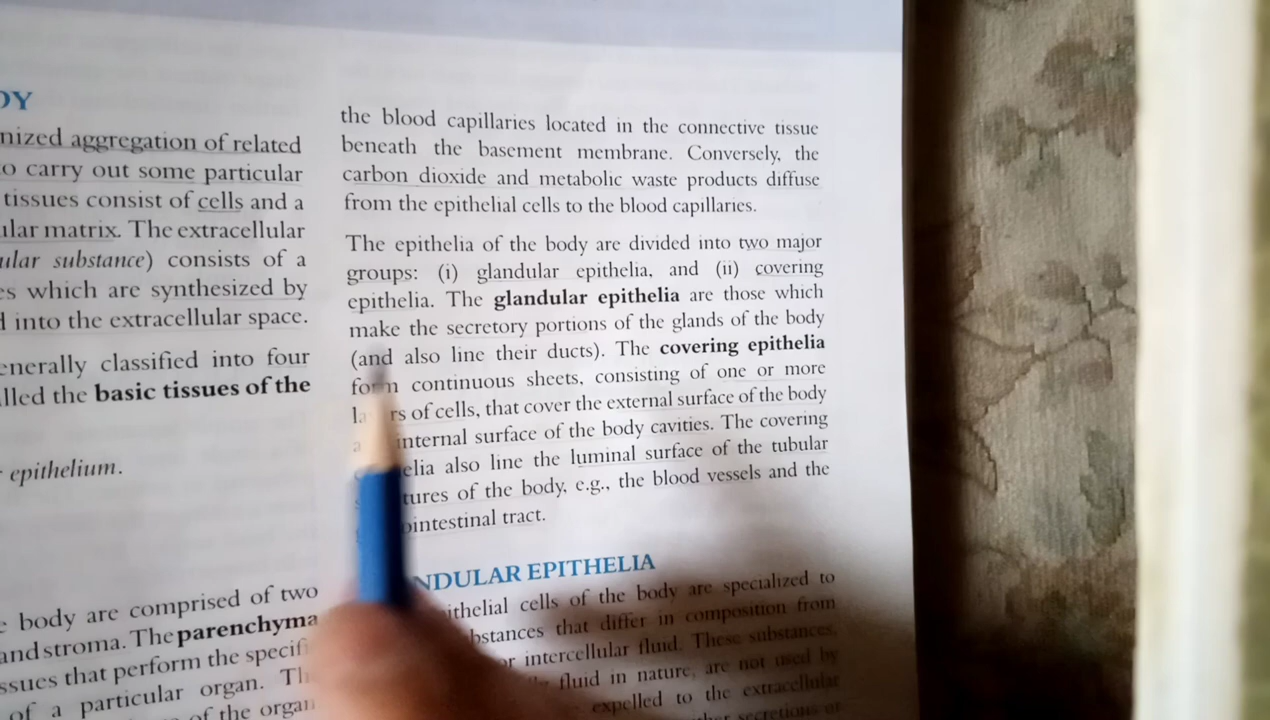 DY
nized aggregation of related
o carry out some particular
tissues consist of cells and a
ular matrix. The extracellular
ular substance) consists of a
es which are synthesized by
d into the extracellular space.
enerally classified into four
lled the basic tissues of the
epithelium.
e body are comprised of two
and stroma. The parenchyma
ssues that perform the specifi
of a particular organ. Th
of the organ
the blood capillaries located in the connective tissue
beneath the basement membrane. Conversely, the
carbon dioxide and metabolic waste products diffuse
from the epithelial cells to the blood capillaries.
The epithelia of the body are divided into two major
groups: (i) glandular epithelia, and (ii) covering
epithelia. The glandular epithelia are those which
make the secretory portions of the glands of the body
(and also line their ducts). The covering epithelia
form continuous sheets, consisting of one or more
la rs of cells, that cover the external surface of the body
a internal surface of the body cavities. The covering
elia also line the luminal surface of the tubular
s tures of the body, e.g., the blood vessels and the
ointestinal tract.
NDULAR EPITHELIA
ithelial cells of the body are specialized to
bstances that differ in composition from
or intercellular fluid. These substances,
fluid in nature, are not used by
expelled to the extracellular
secretions of